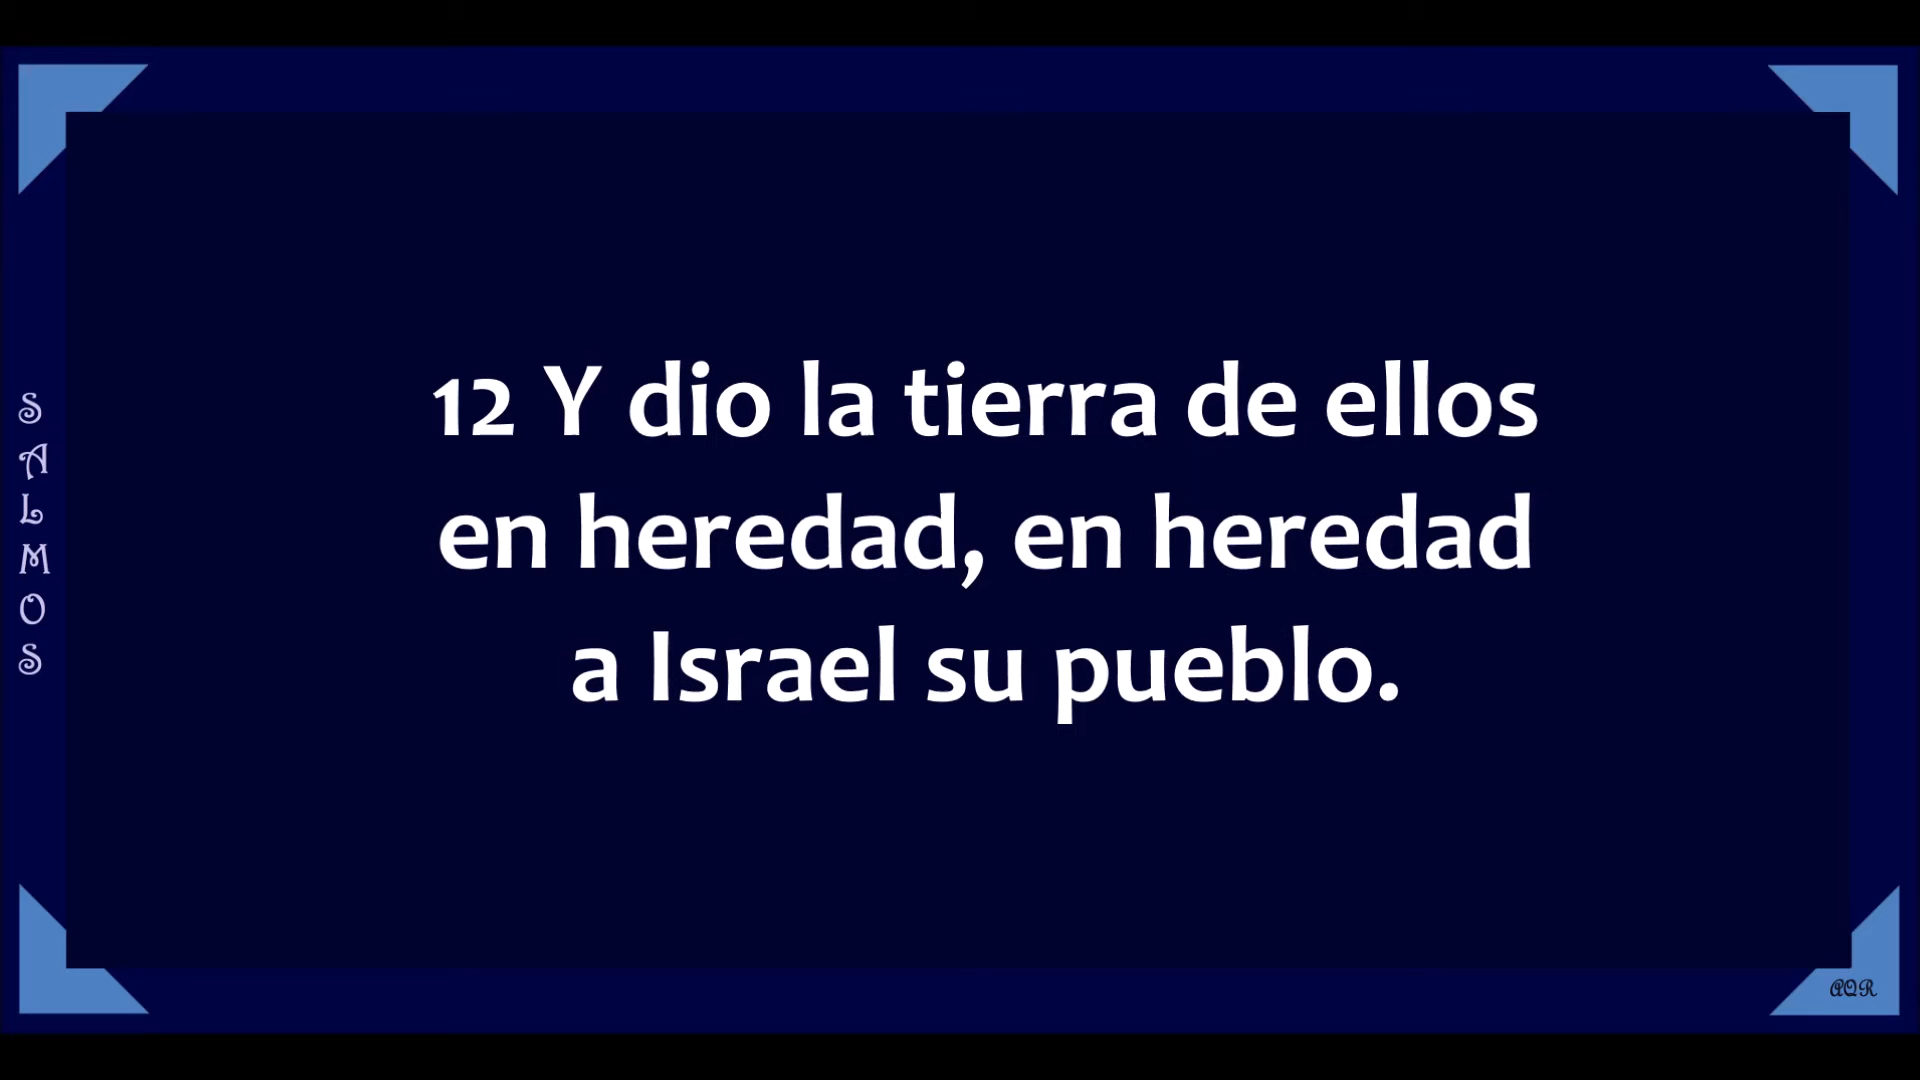 SALMOS
12 Y dio la tierra de ellos
en heredad, en heredad
a Israel su pueblo.
AQR